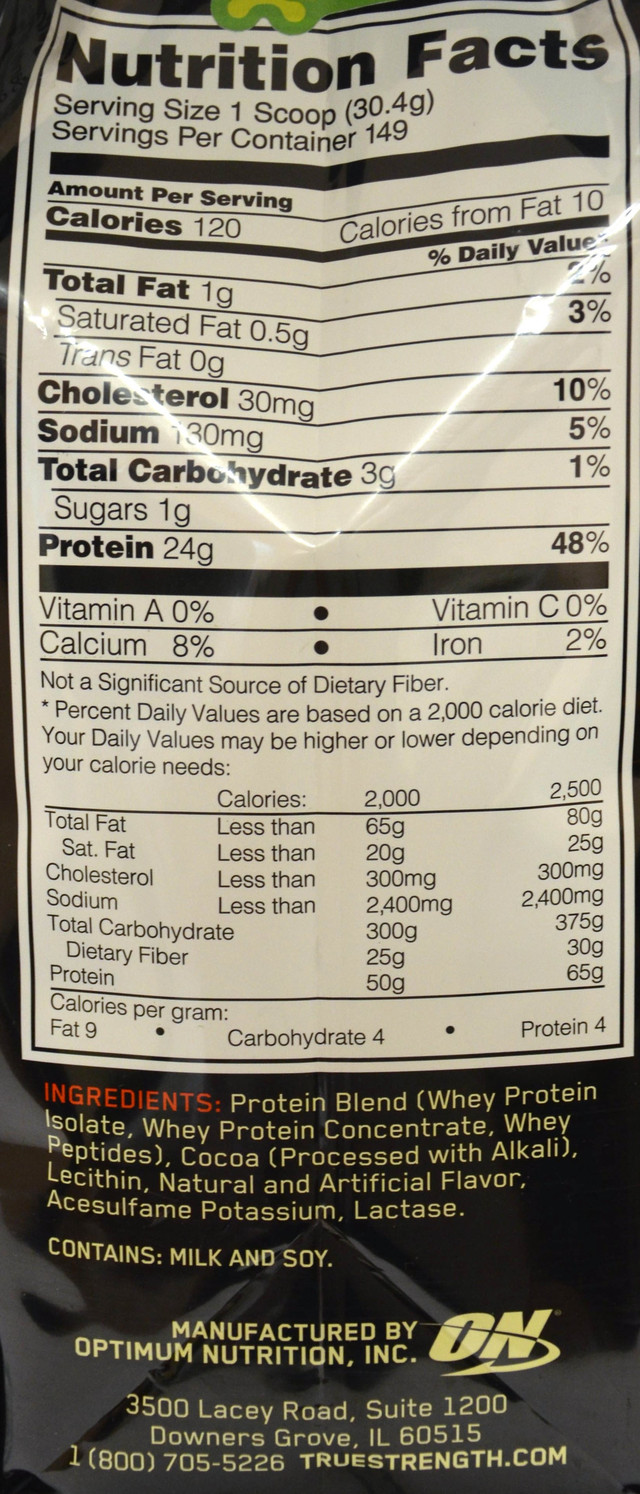 Nutrition Facts
Serving Size 1 Scoop (30.4g)
Servings Per Container 149
Amount Per Serving
Calories 120 Calories from Fat 10
% Daily Value*
Total Fat 1g 2%
Saturated Fat 0.5g 3%
Trans Fat 0g
Cholesterol 30mg 10%
Sodium 130mg 5%
Total Carbohydrate 3g 1%
Sugars 1g
Protein 24g 48%
Vitamin A 0% • Vitamin C 0%
Calcium 8% • Iron 2%
Not a Significant Source of Dietary Fiber.
* Percent Daily Values are based on a 2,000 calorie diet.
Your Daily Values may be higher or lower depending on
your calorie needs:
Calories: 2,000 2,500
Total Fat Less than 65g 80g
Sat. Fat Less than 20g 25g
Cholesterol Less than 300mg 300mg
Sodium Less than 2,400mg 2,400mg
Total Carbohydrate 300g 375g
Dietary Fiber 25g 30g
Protein 50g 65g
Calories per gram:
Fat 9 • Carbohydrate 4 • Protein 4
INGREDIENTS: Protein Blend (Whey Protein
Isolate, Whey Protein Concentrate, Whey
Peptides), Cocoa (Processed with Alkali),
Lecithin, Natural and Artificial Flavor,
Acesulfame Potassium, Lactase.
CONTAINS: MILK AND SOY.
MANUFACTURED BY
OPTIMUM NUTRITION, INC. ON®
3500 Lacey Road, Suite 1200
Downers Grove, IL 60515
1 (800) 705-5226 TRUESTRENGTH.COM